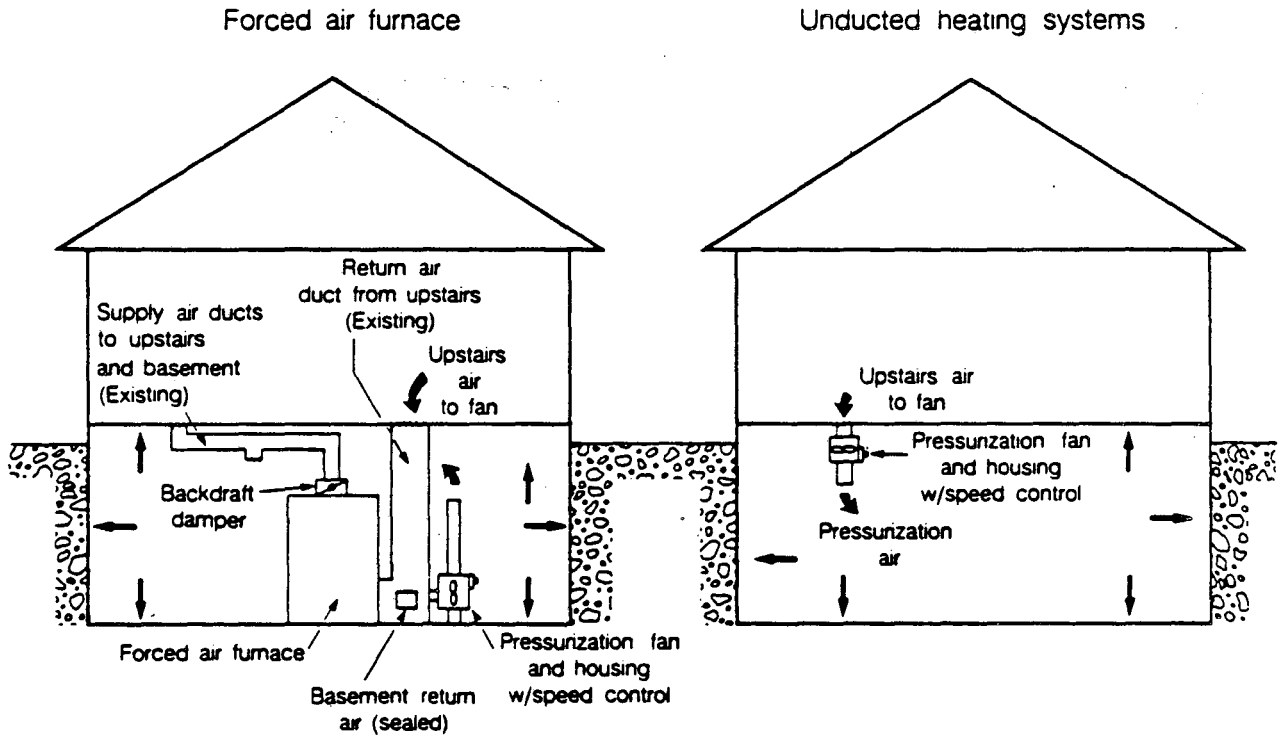 Forced air furnace
Unducted heating systems
Return air
duct from upstairs
(Existing)
Supply air ducts
to upstairs
and basement
(Existing)
Upstairs
air
to fan
Backdraft
damper
Forced air furnace
Basement return
air (sealed)
Pressurization fan
and housing
w/speed control
Upstairs air
to fan
Pressurization fan
and housing
w/speed control
Pressurization
air